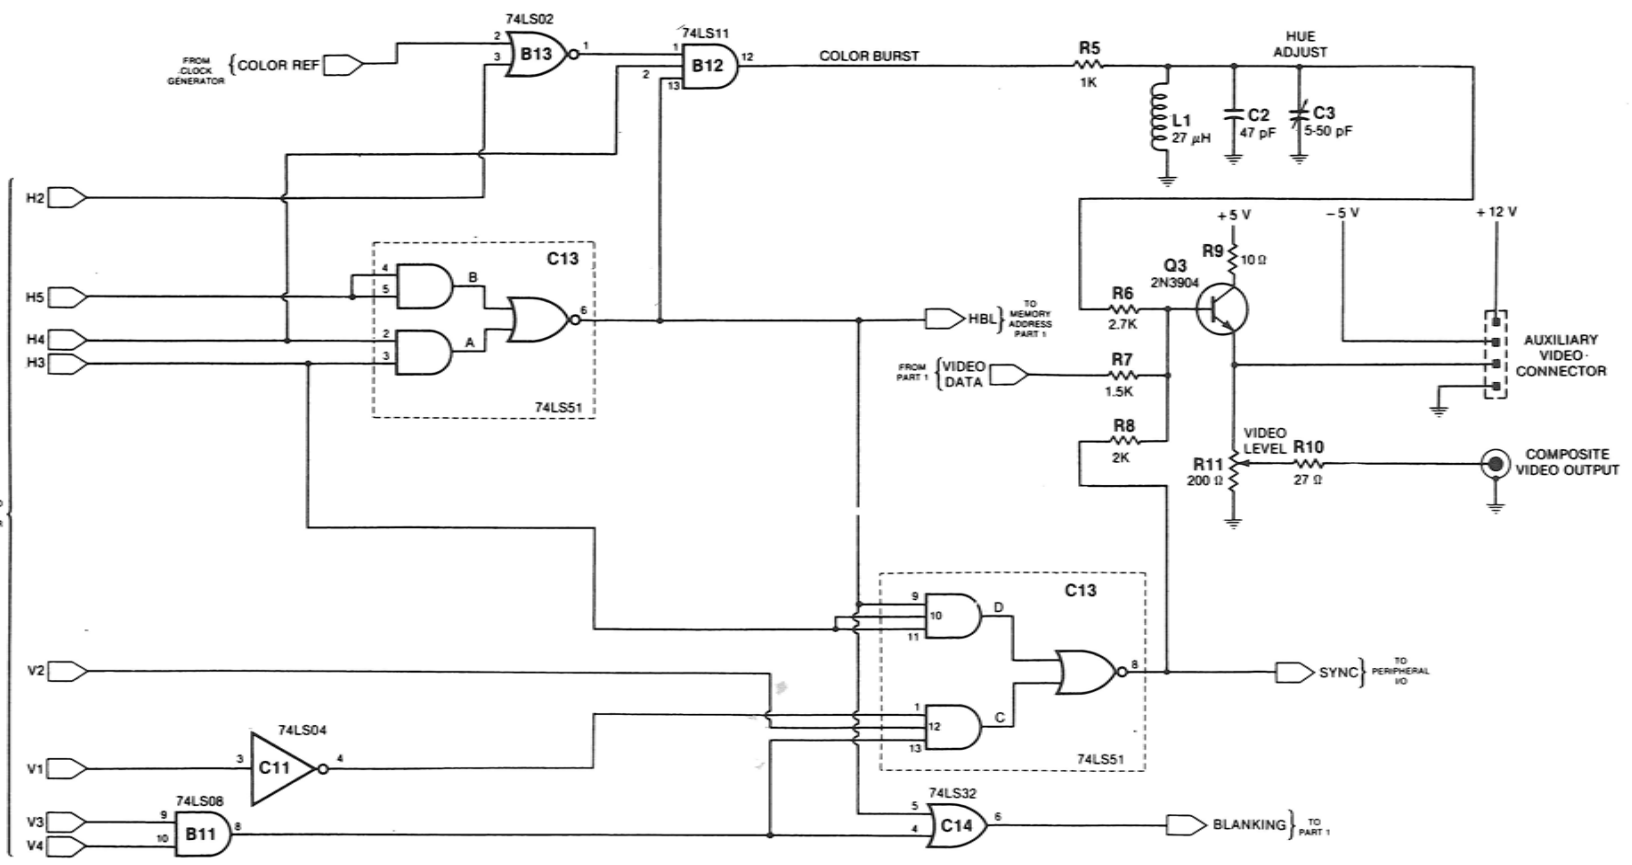 74LS02
74LS11
2
B13
1
3
FROM
CLOCK
GENERATOR
COLOR REF
1
B12
12
2
13
COLOR BURST
R5
1K
HUE
ADJUST
L1
27 µH
C2
47 pF
C3
5-50 pF
H2
+5 V
-5 V
+12 V
R9
10 Ω
C13
Q3
2N3904
4
5
B
H5
R6
2.7K
6
HBL
TO
MEMORY
ADDRESS
PART 1
H4
2
A
H3
3
AUXILIARY
VIDEO
CONNECTOR
FROM
PART 1
VIDEO
DATA
R7
1.5K
74LS51
R8
2K
VIDEO
LEVEL
R10
27 Ω
R11
200 Ω
COMPOSITE
VIDEO OUTPUT
C13
9
10
11
D
V2
8
SYNC
TO
PERIPHERAL
I/O
1
12
13
C
74LS51
74LS04
V1
3
C11
4
74LS08
V3
9
V4
10
B11
8
74LS32
5
4
C14
6
BLANKING
TO
PART 1